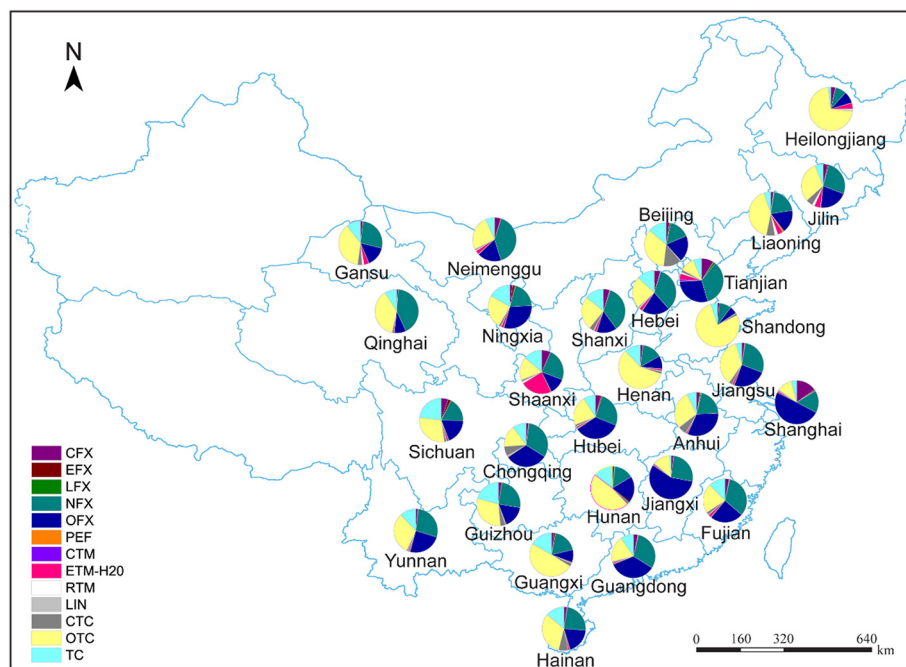 N
Heilongjiang
Jilin
Beijing
Liaoning
Gansu
Neimenggu
Tianjian
Qinghai
Ningxia
Shanxi
Hebei
Shandong
Shaanxi
Henan
Jiangsu
Shanghai
Sichuan
Hubei
Anhui
Chongqing
Jiangxi
Hunan
Fujian
Guizhou
Yunnan
Guangxi
Guangdong
Hainan
CFX
EFX
LFX
NFX
OFX
PEF
CTM
ETM-H20
RTM
LIN
CTC
OTC
TC
0 160 320 640 km